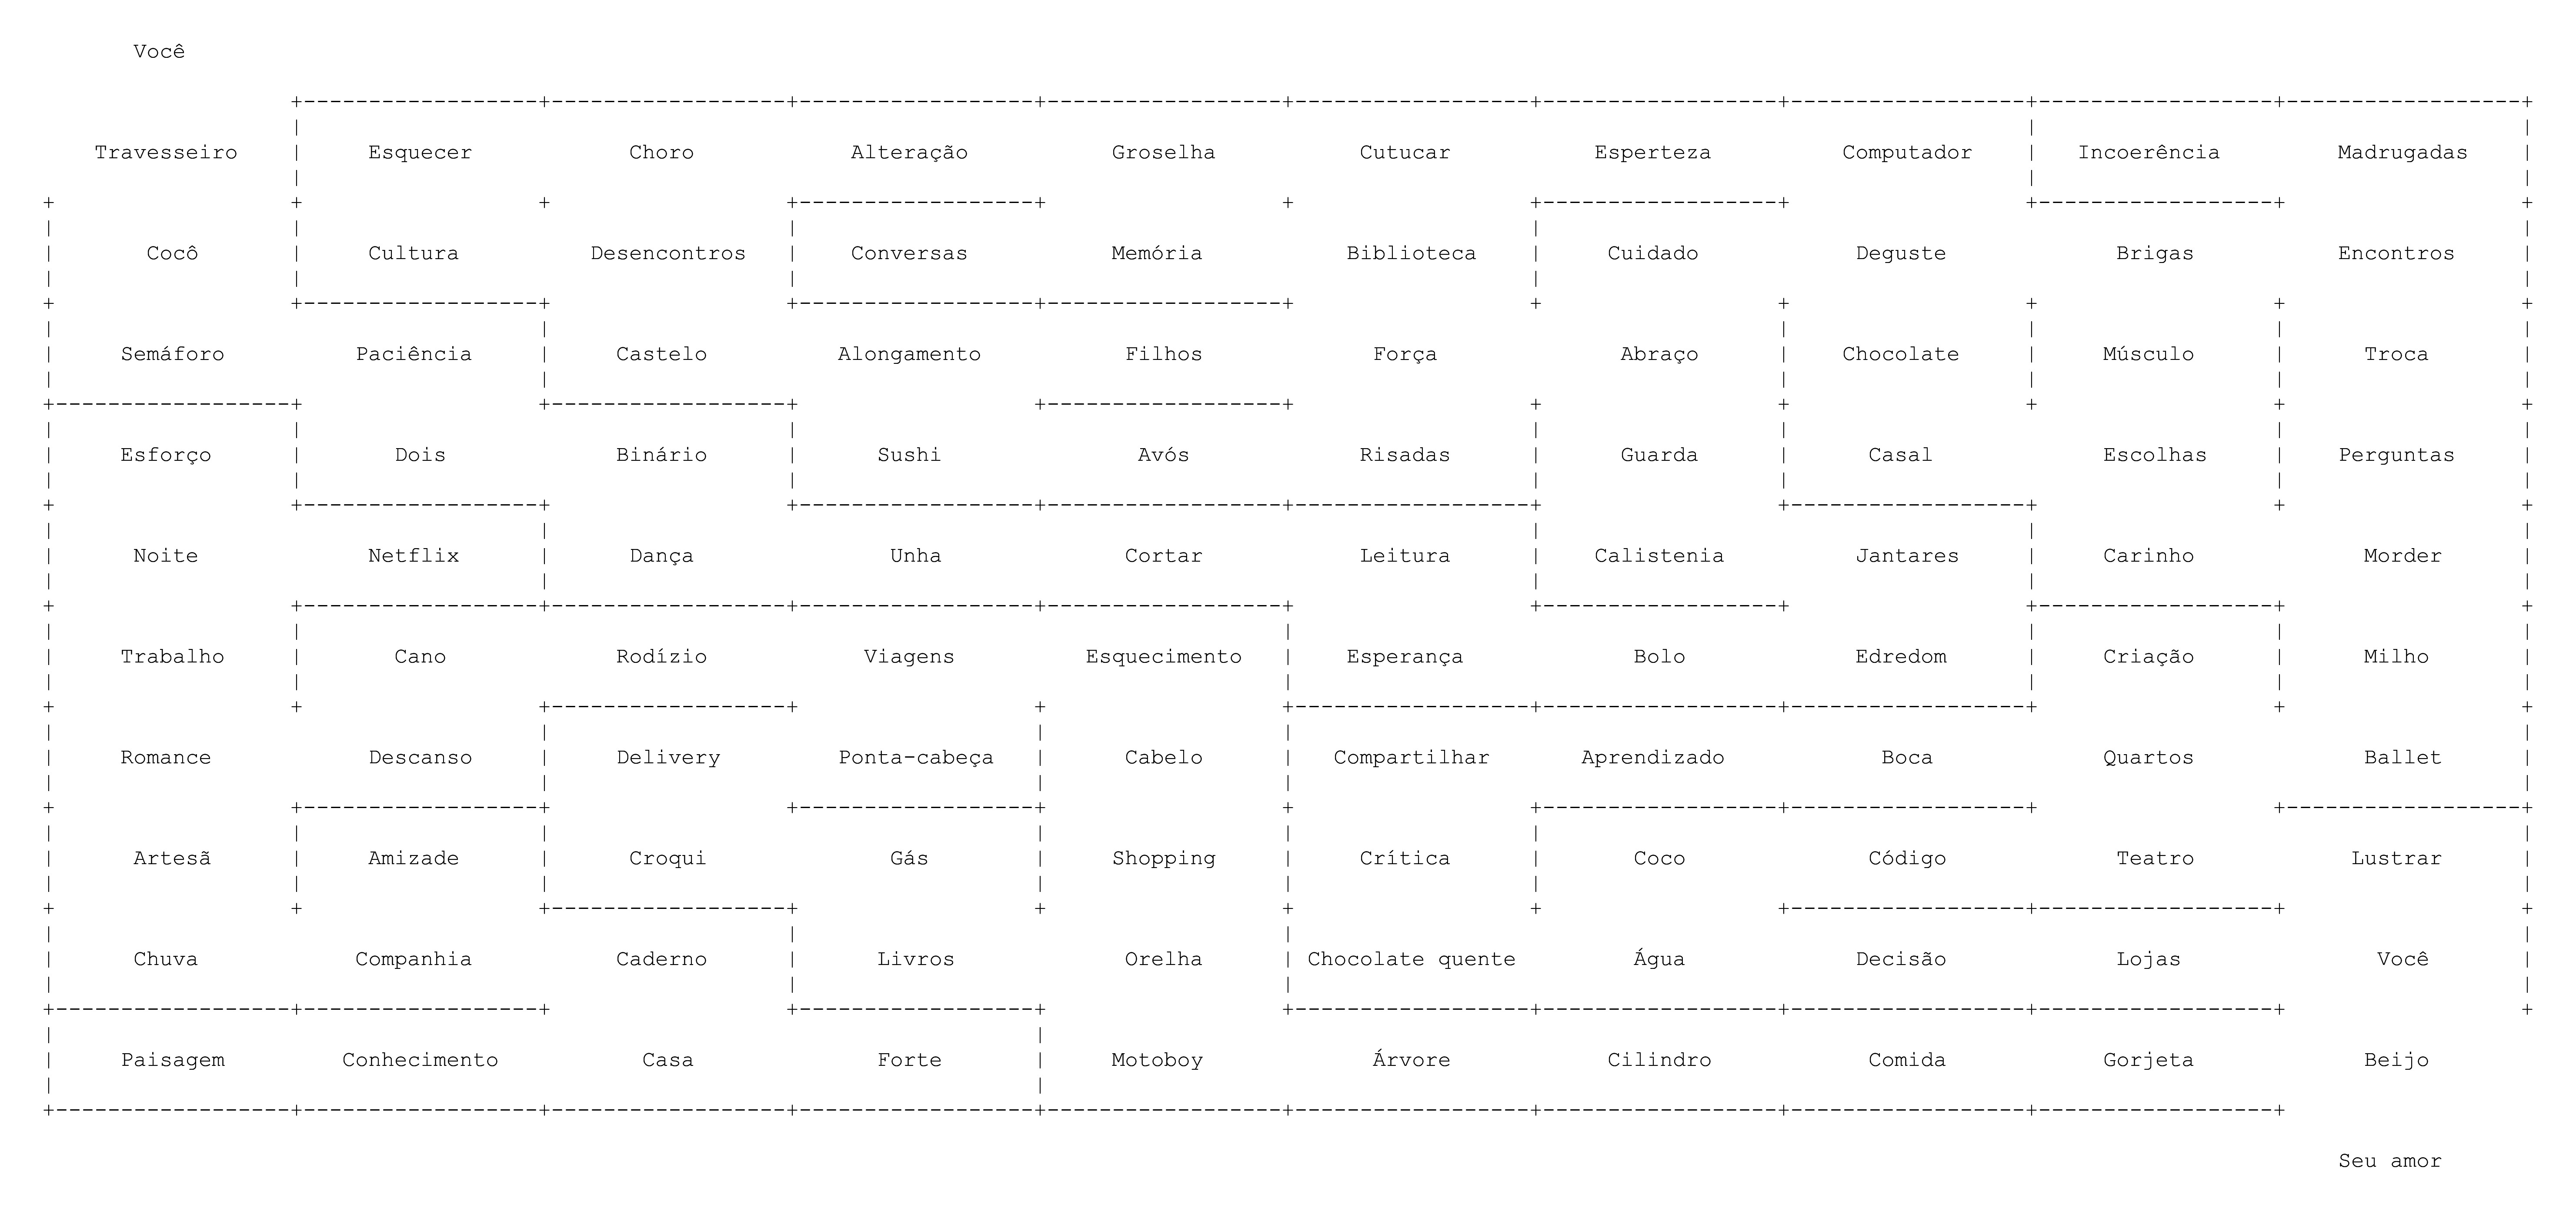 Você
Travesseiro Esquecer Choro Alteração Groselha Cutucar Esperteza Computador Incoerência Madrugadas
Cocô Cultura Desencontros Conversas Memória Biblioteca Cuidado Deguste Brigas Encontros
Semáforo Paciência Castelo Alongamento Filhos Força Abraço Chocolate Músculo Troca
Esforço Dois Binário Sushi Avós Risadas Guarda Casal Escolhas Perguntas
Noite Netflix Dança Unha Cortar Leitura Calistenia Jantares Carinho Morder
Trabalho Cano Rodízio Viagens Esquecimento Esperança Bolo Edredom Criação Milho
Romance Descanso Delivery Ponta-cabeça Cabelo Compartilhar Aprendizado Boca Quartos Ballet
Artesã Amizade Croqui Gás Shopping Crítica Coco Código Teatro Lustrar
Chuva Companhia Caderno Livros Orelha Chocolate quente Água Decisão Lojas Você
Paisagem Conhecimento Casa Forte Motoboy Árvore Cilindro Comida Gorjeta Beijo
Seu amor